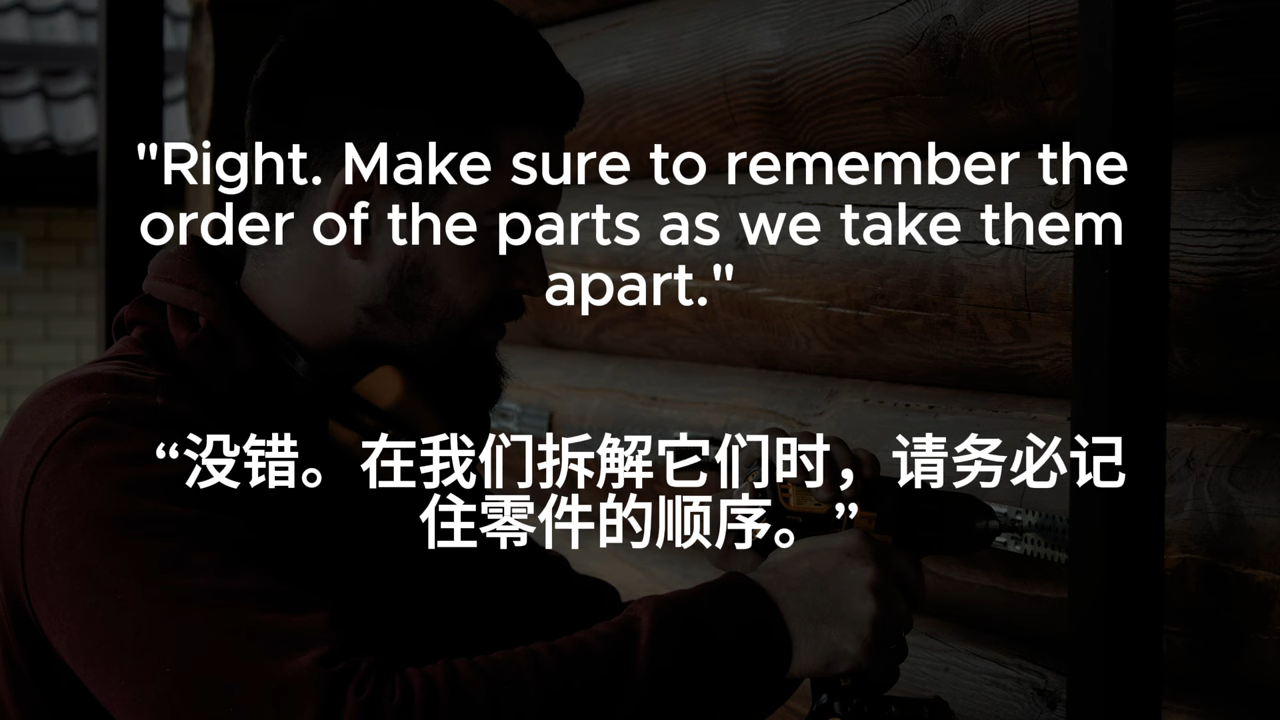 "Right. Make sure to remember the
order of the parts as we take them
apart."
“没错。在我们拆解它们时，请务必记
住零件的顺序。”